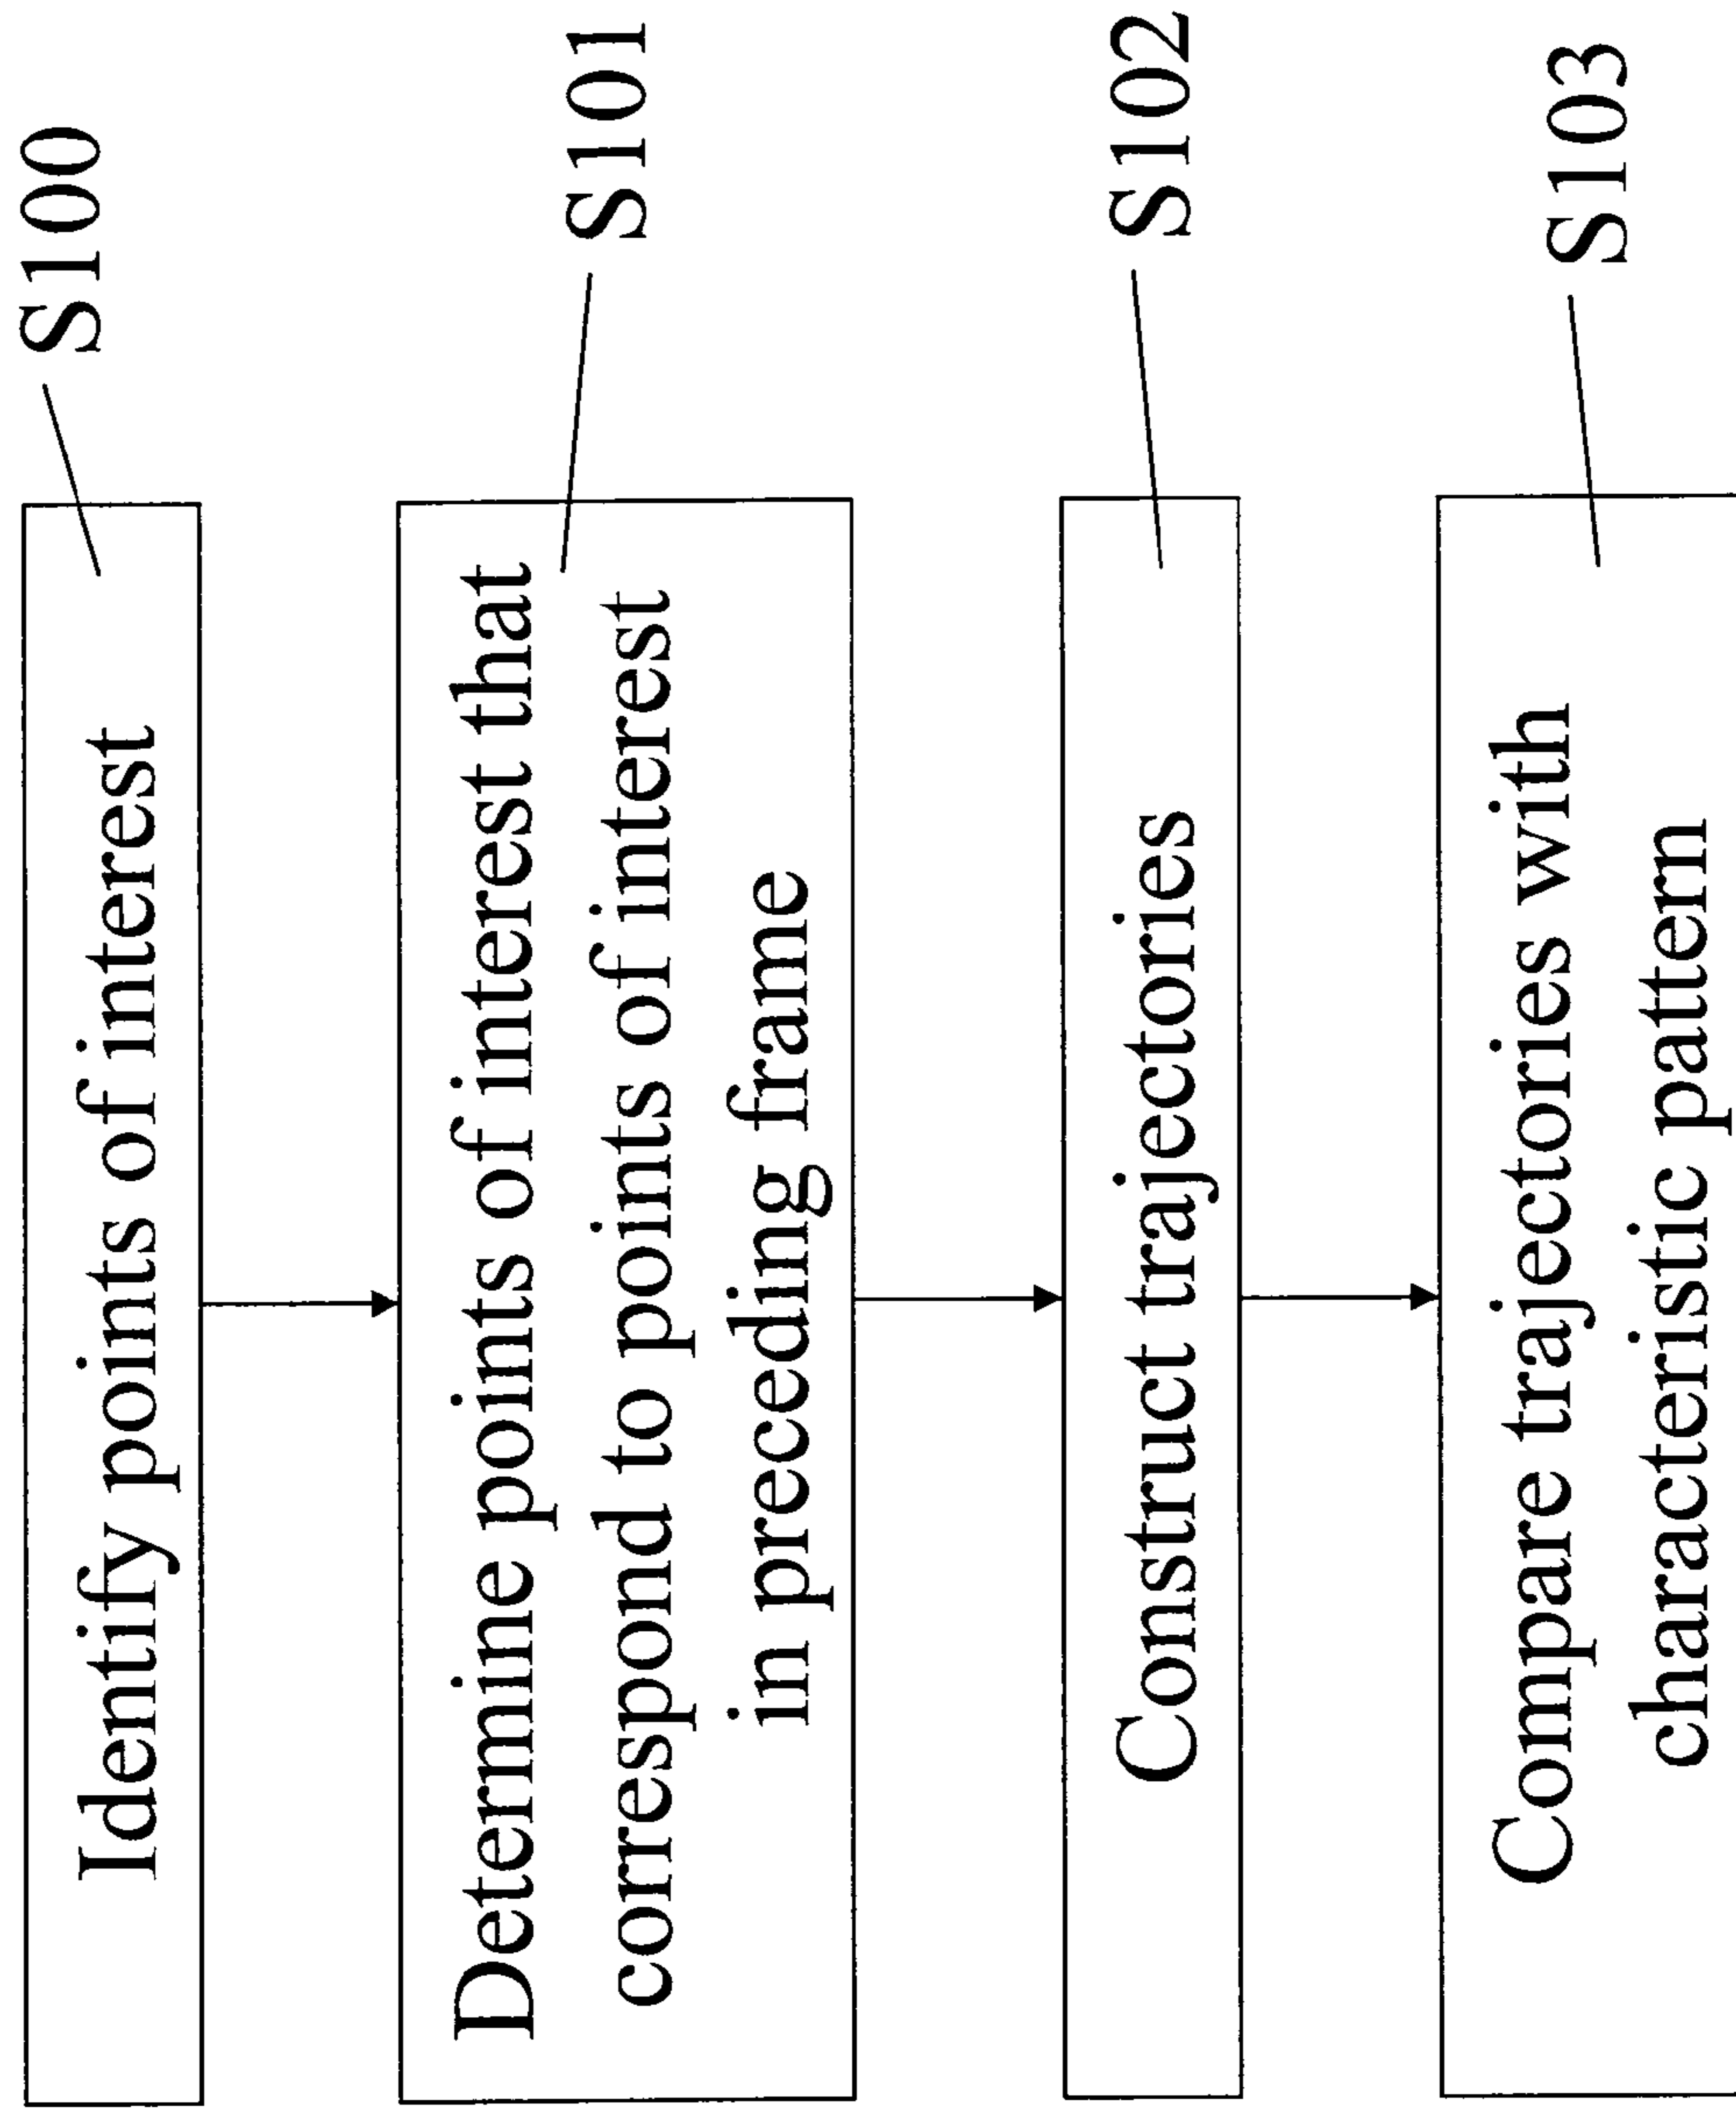 Identify points of interest
S100
Determine points of interest that
correspond to points of interest
in preceding frame
S101
Construct trajectories
S102
Compare trajectories with
characteristic pattern
S103